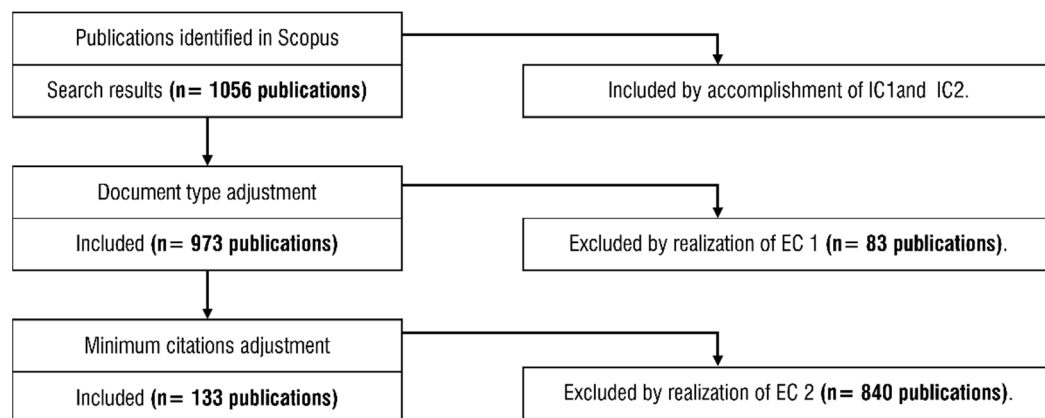 Publications identified in Scopus
Search results (n= 1056 publications)
Included by accomplishment of IC1and IC2.
Document type adjustment
Included (n= 973 publications)
Excluded by realization of EC 1 (n= 83 publications).
Minimum citations adjustment
Included (n= 133 publications)
Excluded by realization of EC 2 (n= 840 publications).